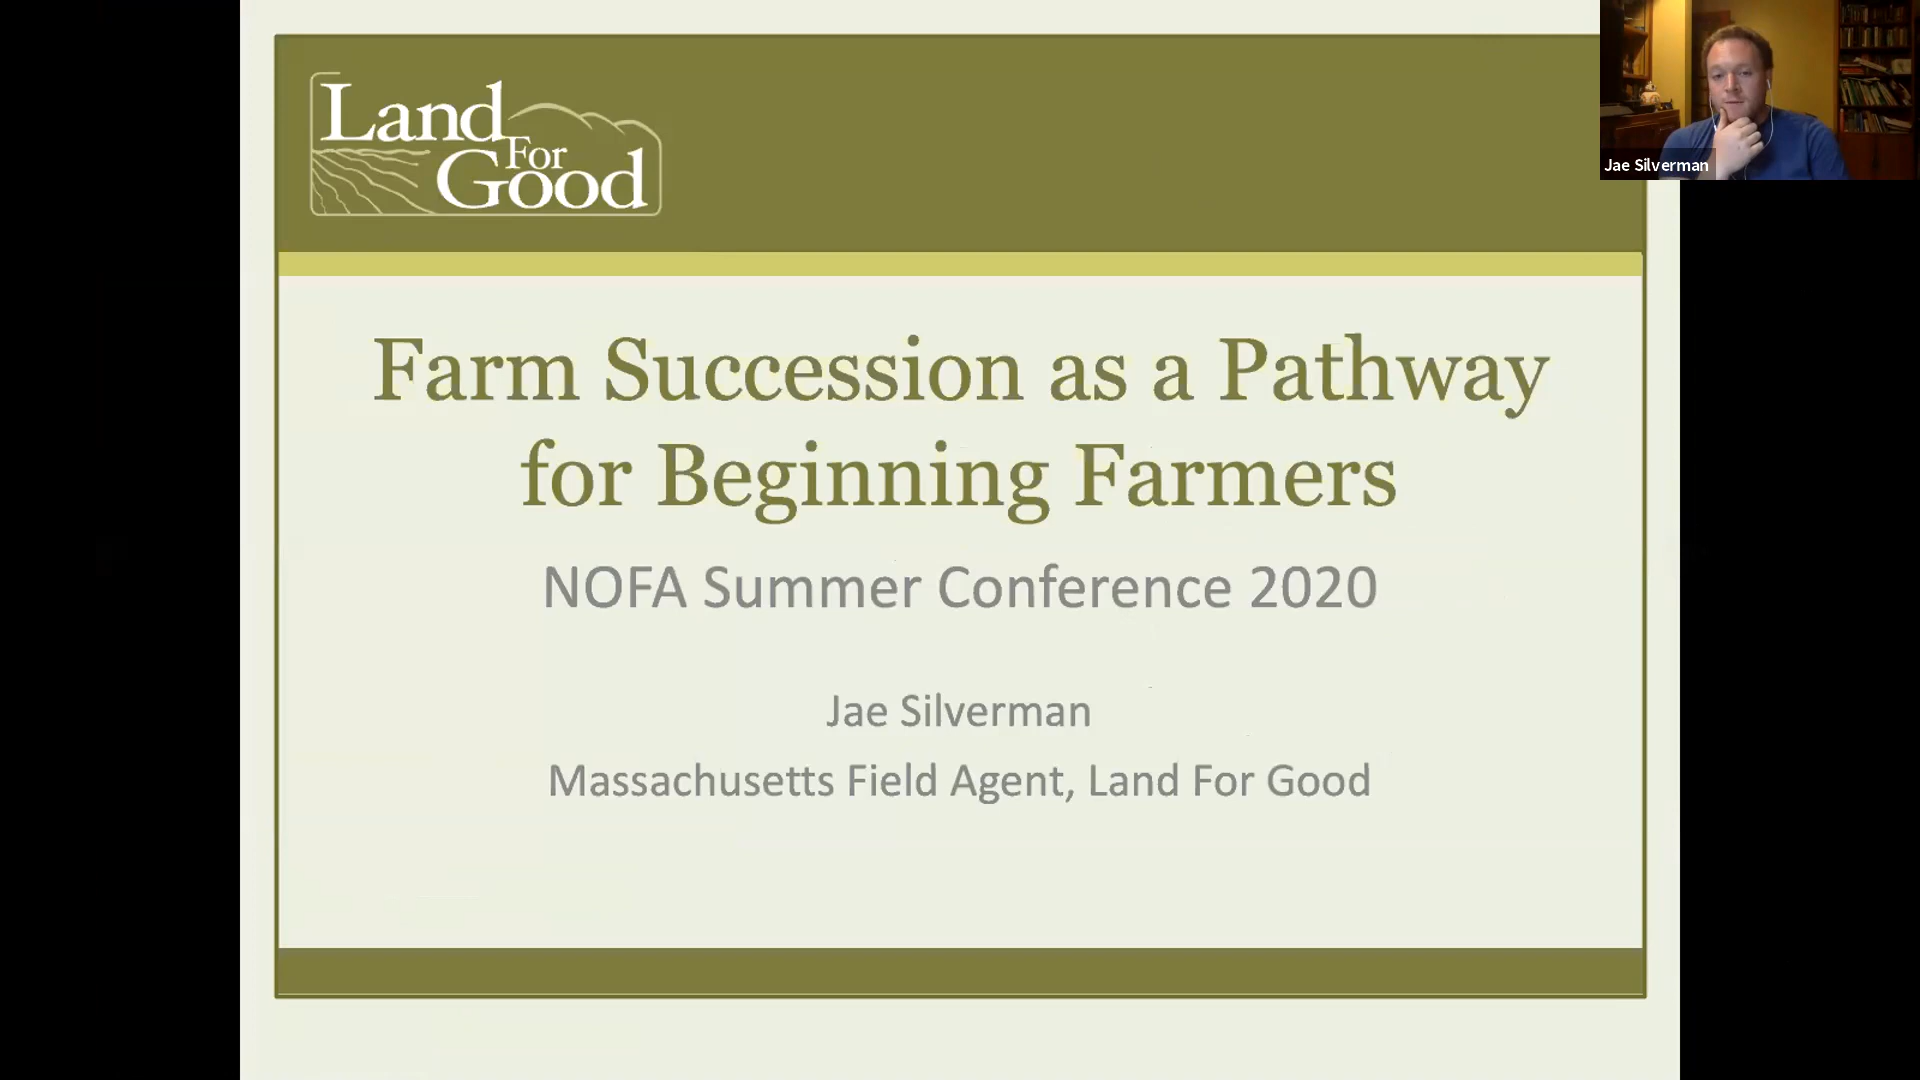 Land
For
Good
Jae Silverman
Farm Succession as a Pathway
for Beginning Farmers
NOFA Summer Conference 2020
Jae Silverman
Massachusetts Field Agent, Land For Good